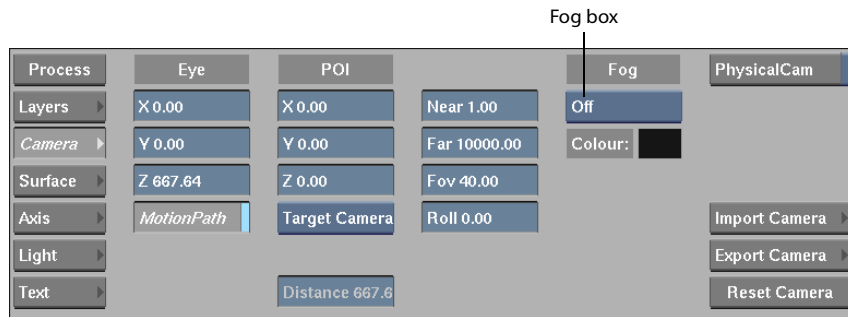 Fog box
Process Eye POI Fog PhysicalCam
Layers X 0.00 X 0.00 Near 1.00 Off
Camera Y 0.00 Y 0.00 Far 10000.00 Colour:
Surface Z 667.64 Z 0.00 Fov 40.00
Axis MotionPath Target Camera Roll 0.00 Import Camera
Light Export Camera
Text Distance 667.6 Reset Camera